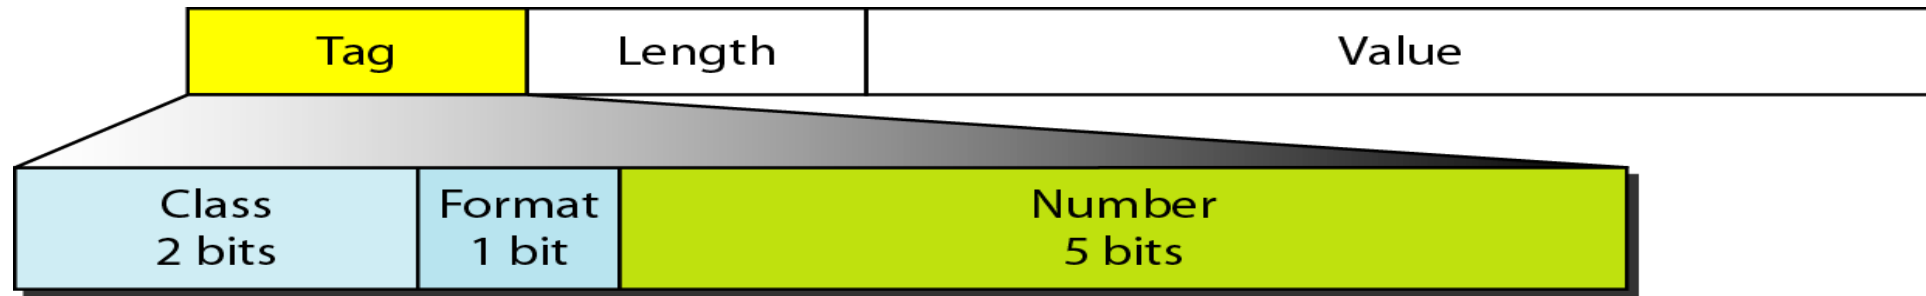 Tag Length Value
Class Format Number
2 bits 1 bit 5 bits